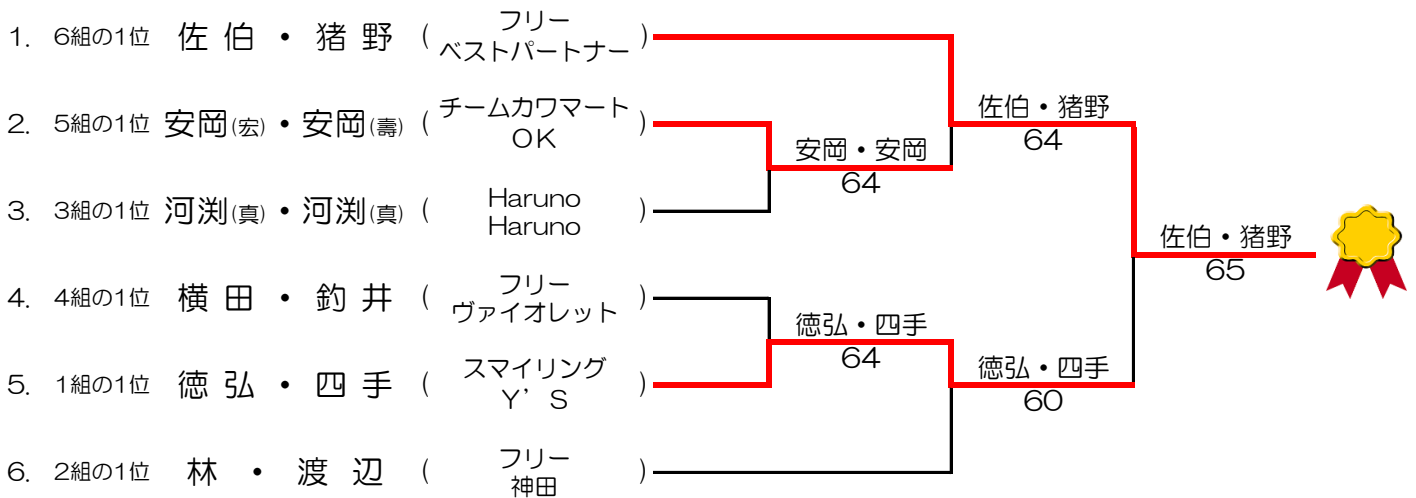 フリー
1. 6組の1位 佐伯・猪野 ( )
ベストパートナー
チームカワマート
2. 5組の1位 安岡(宏)・安岡(壽) ( )
OK
Haruno
3. 3組の1位 河渕(真)・河渕(真) ( )
Haruno
フリー
4. 4組の1位 横田・釣井 ( )
ヴァイオレット
スマイリング
5. 1組の1位 徳弘・四手 ( )
Y'S
フリー
6. 2組の1位 林・渡辺 ( )
神田
安岡・安岡
64
徳弘・四手
64
佐伯・猪野
64
徳弘・四手
60
佐伯・猪野
65